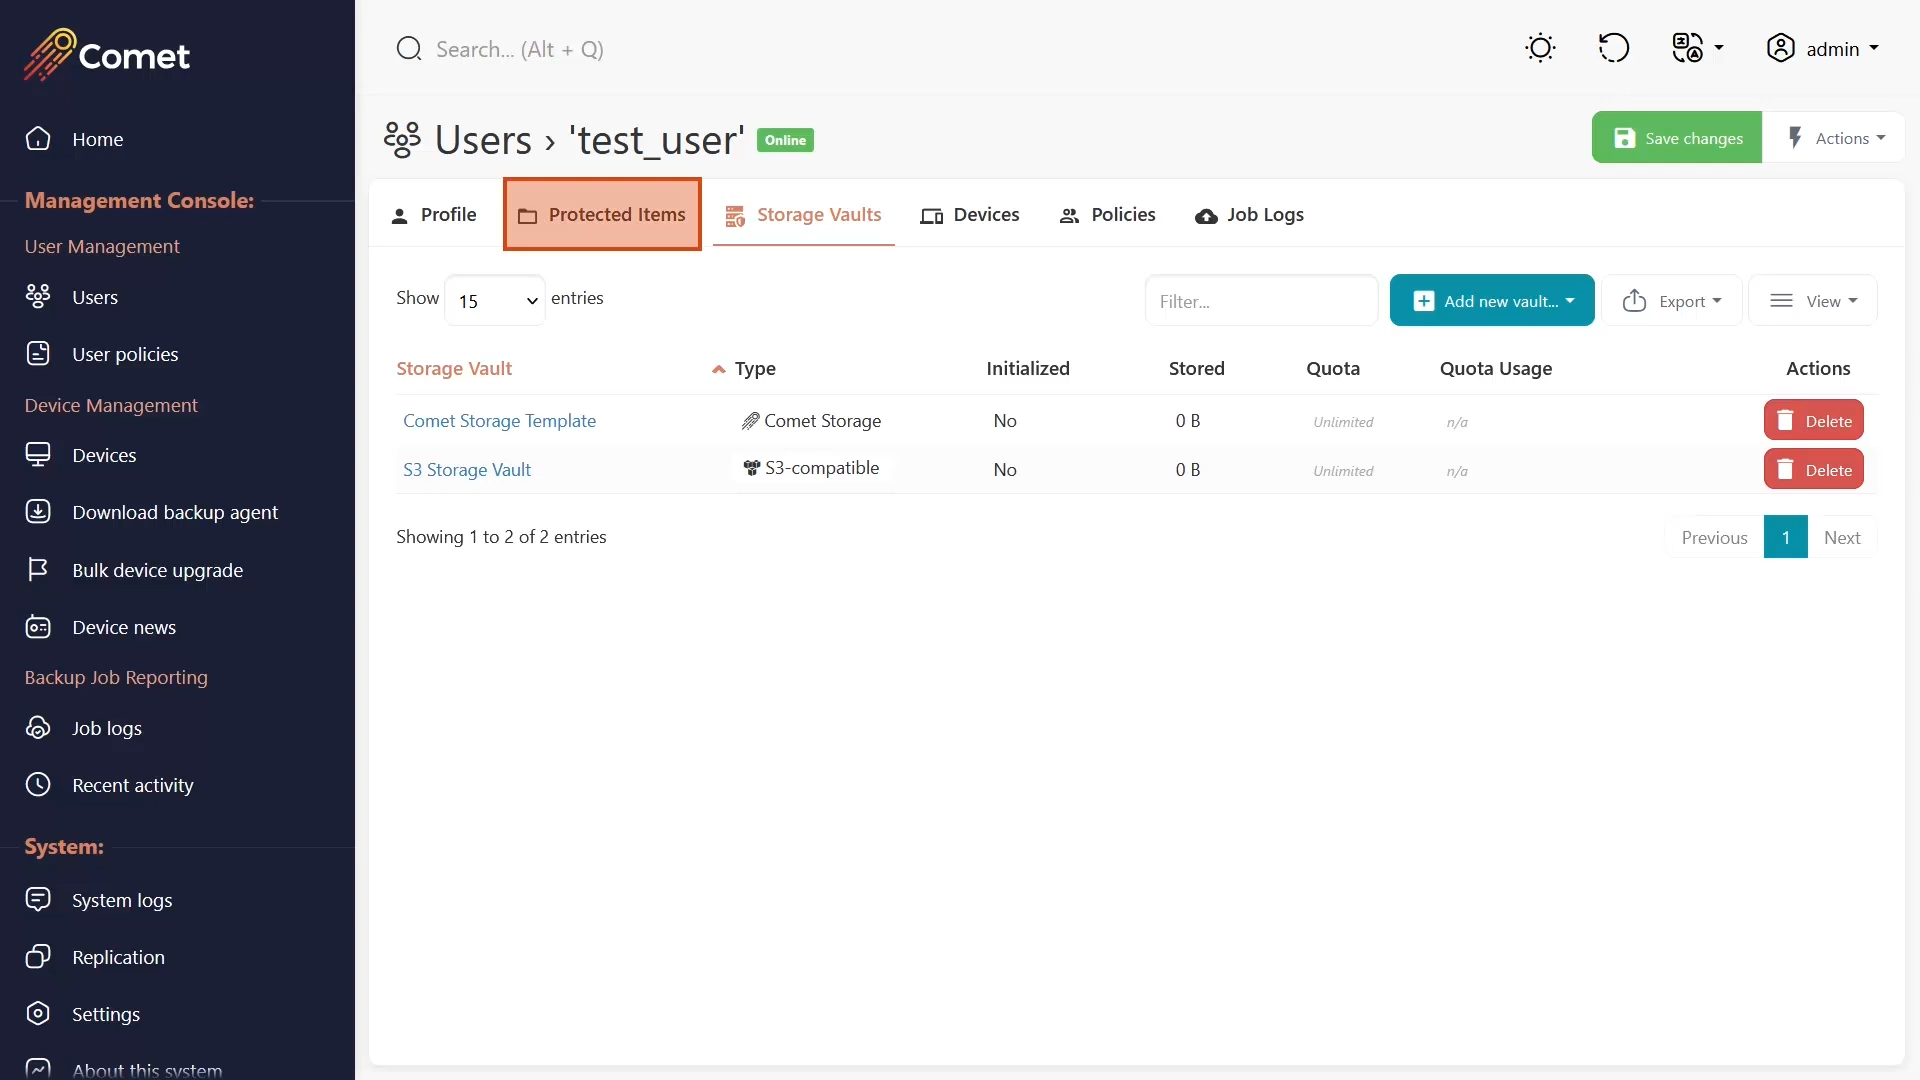 Comet
Search... (Alt + Q)
admin
Home
Users › 'test_user'
Online
Save changes
Actions
Management Console:
Profile
Protected Items
Storage Vaults
Devices
Policies
Job Logs
User Management
Users
Show 15 entries
Filter...
Add new vault...
Export
View
User policies
Storage Vault
Type
Initialized
Stored
Quota
Quota Usage
Actions
Device Management
Comet Storage Template
Comet Storage
No
0 B
Unlimited
n/a
Delete
Devices
S3 Storage Vault
S3-compatible
No
0 B
Unlimited
n/a
Delete
Download backup agent
Showing 1 to 2 of 2 entries
Previous
1
Next
Bulk device upgrade
Device news
Backup Job Reporting
Job logs
Recent activity
System:
System logs
Replication
Settings
About this system